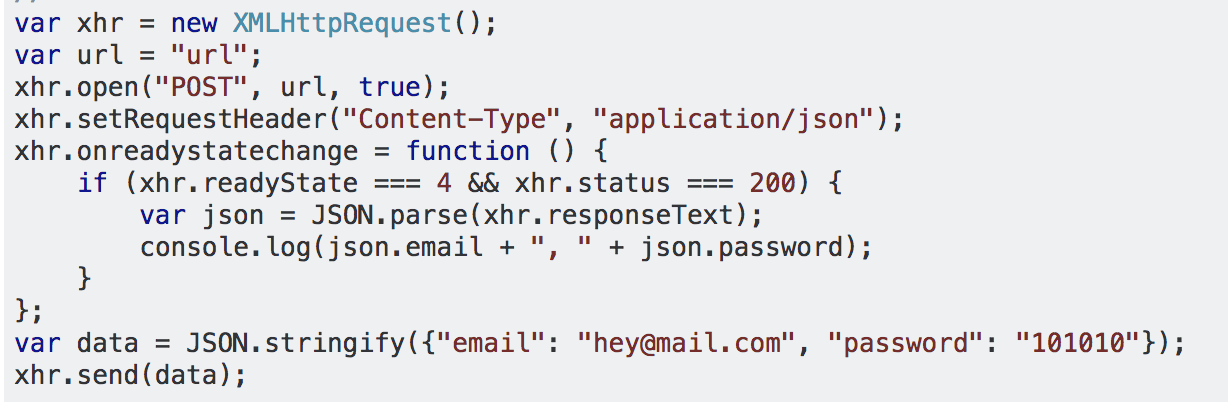 var xhr = new XMLHttpRequest();
var url = "url";
xhr.open("POST", url, true);
xhr.setRequestHeader("Content-Type", "application/json");
xhr.onreadystatechange = function () {
    if (xhr.readyState === 4 && xhr.status === 200) {
        var json = JSON.parse(xhr.responseText);
        console.log(json.email + ", " + json.password);
    }
};
var data = JSON.stringify({"email": "hey@mail.com", "password": "101010"});
xhr.send(data);